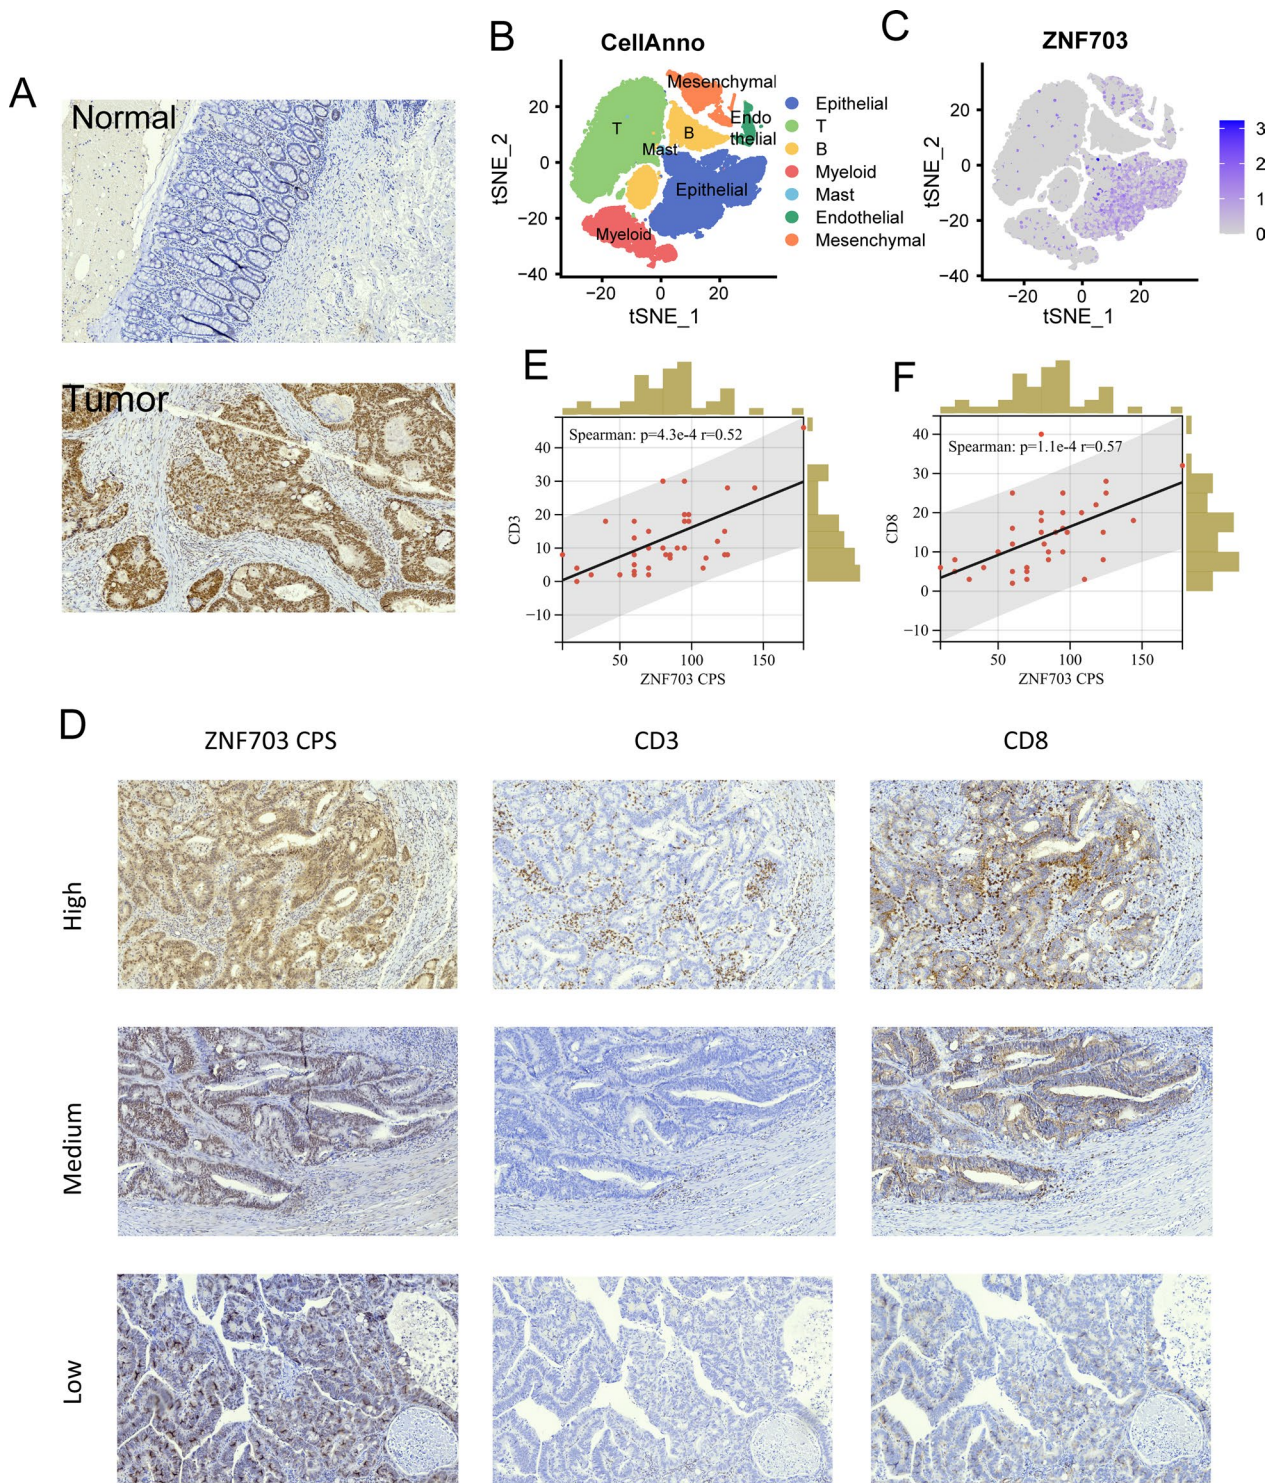 A
Normal
Tumor
B
CellAnno
Mesenchymal
T
B
Endo
thelial
Mast
Epithelial
Myeloid
20
0
−20
−40
tSNE_2
−20
0
20
tSNE_1
Epithelial
T
B
Myeloid
Mast
Endothelial
Mesenchymal
C
ZNF703
20
0
−20
−40
tSNE_2
−20
0
20
tSNE_1
3
2
1
0
E
Spearman: p=4.3e-4 r=0.52
40
30
20
10
0
−10
CD3
50
100
150
ZNF703 CPS
F
Spearman: p=1.1e-4 r=0.57
40
30
20
10
0
−10
CD8
50
100
150
ZNF703 CPS
D
ZNF703 CPS
CD3
CD8
High
Medium
Low